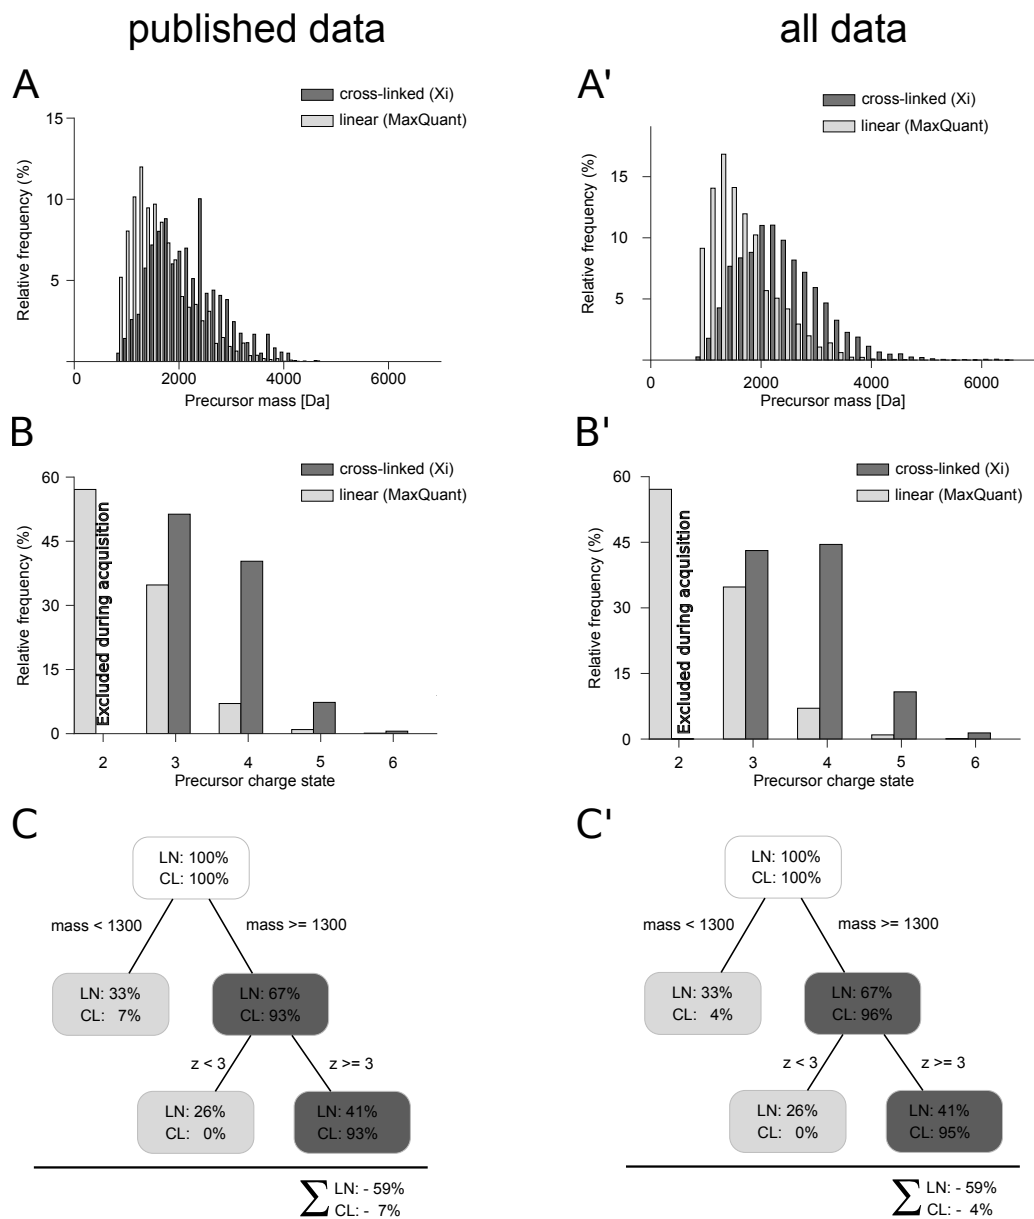 published data
all data
A
cross-linked (Xi)
linear (MaxQuant)
15
10
5
Relative frequency (%)
0
2000
4000
6000
Precursor mass [Da]
A'
cross-linked (Xi)
linear (MaxQuant)
15
10
5
Relative frequency (%)
0
2000
4000
6000
Precursor mass [Da]
B
cross-linked (Xi)
linear (MaxQuant)
60
45
30
15
0
Relative frequency (%)
Excluded during acquisition
2
3
4
5
6
Precursor charge state
B'
cross-linked (Xi)
linear (MaxQuant)
60
45
30
15
0
Relative frequency (%)
Excluded during acquisition
2
3
4
5
6
Precursor charge state
C
LN: 100%
CL: 100%
mass < 1300
mass >= 1300
LN: 33%
CL: 7%
LN: 67%
CL: 93%
z < 3
z >= 3
LN: 26%
CL: 0%
LN: 41%
CL: 93%
∑
LN: - 59%
CL: - 7%
C'
LN: 100%
CL: 100%
mass < 1300
mass >= 1300
LN: 33%
CL: 4%
LN: 67%
CL: 96%
z < 3
z >= 3
LN: 26%
CL: 0%
LN: 41%
CL: 95%
∑
LN: - 59%
CL: - 4%